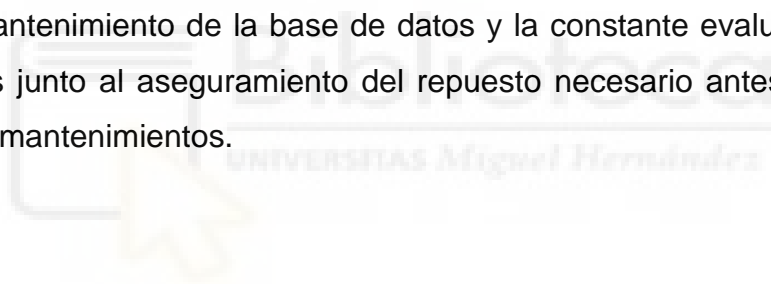 antenimiento de la base de datos y la constante evalu
s junto al aseguramiento del repuesto necesario antes
mantenimientos.
Biblioteca
UNIVERSITAS Miguel Hernández